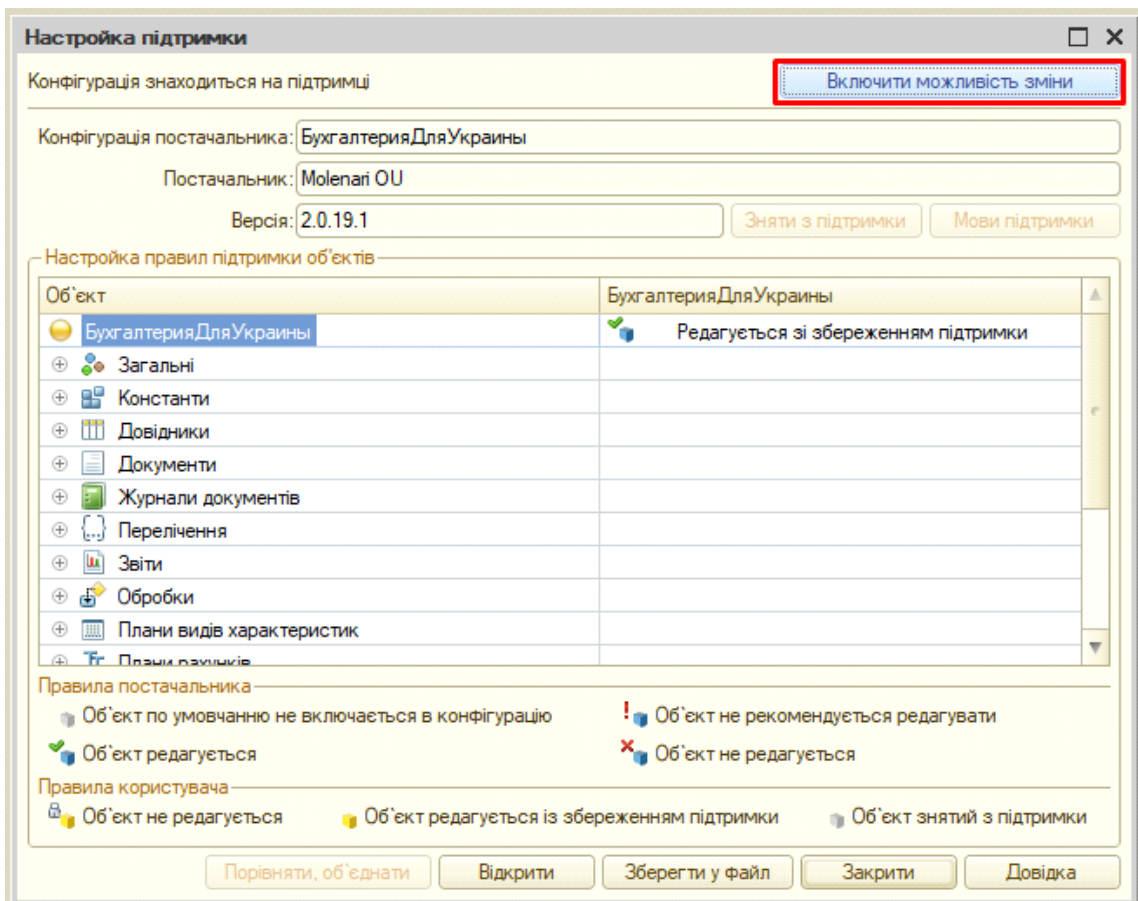 Настройка підтримки
Конфігурація знаходиться на підтримці Включити можливість зміни
Конфігурація постачальника: БухгалтерияДляУкраины
Постачальник: Molenari OU
Версія: 2.0.19.1 Зняти з підтримки Мови підтримки
Настройка правил підтримки об'єктів
Об`єкт БухгалтерияДляУкраины
БухгалтерияДляУкраины Редагується зі збереженням підтримки
Загальні
Константи
Довідники
Документи
Журнали документів
Перелічення
Звіти
Обробки
Плани видів характеристик
Плани рахунків
Правила постачальника
Об`єкт по умовчанню не включається в конфігурацію Об`єкт не рекомендується редагувати
Об`єкт редагується Об`єкт не редагується
Правила користувача
Об`єкт не редагується Об`єкт редагується із збереженням підтримки Об`єкт знятий з підтримки
Порівняти, об`єднати Відкрити Зберегти у файл Закрити Довідка